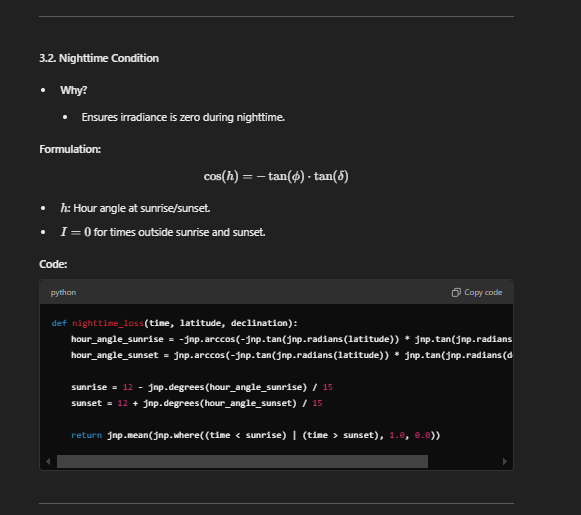 3.2. Nighttime Condition
Why?
Ensures irradiance is zero during nighttime.
Formulation:
cos(h) = − tan(ϕ) · tan(δ)
h: Hour angle at sunrise/sunset.
I = 0 for times outside sunrise and sunset.
Code:
python
Copy code
def nighttime_loss(time, latitude, declination):
hour_angle_sunrise = -jnp.arccos(-jnp.tan(jnp.radians(latitude)) * jnp.tan(jnp.radians
hour_angle_sunset = jnp.arccos(-jnp.tan(jnp.radians(latitude)) * jnp.tan(jnp.radians(d
sunrise = 12 - jnp.degrees(hour_angle_sunrise) / 15
sunset = 12 + jnp.degrees(hour_angle_sunset) / 15
return jnp.mean(jnp.where((time < sunrise) | (time > sunset), 1.0, 0.0))